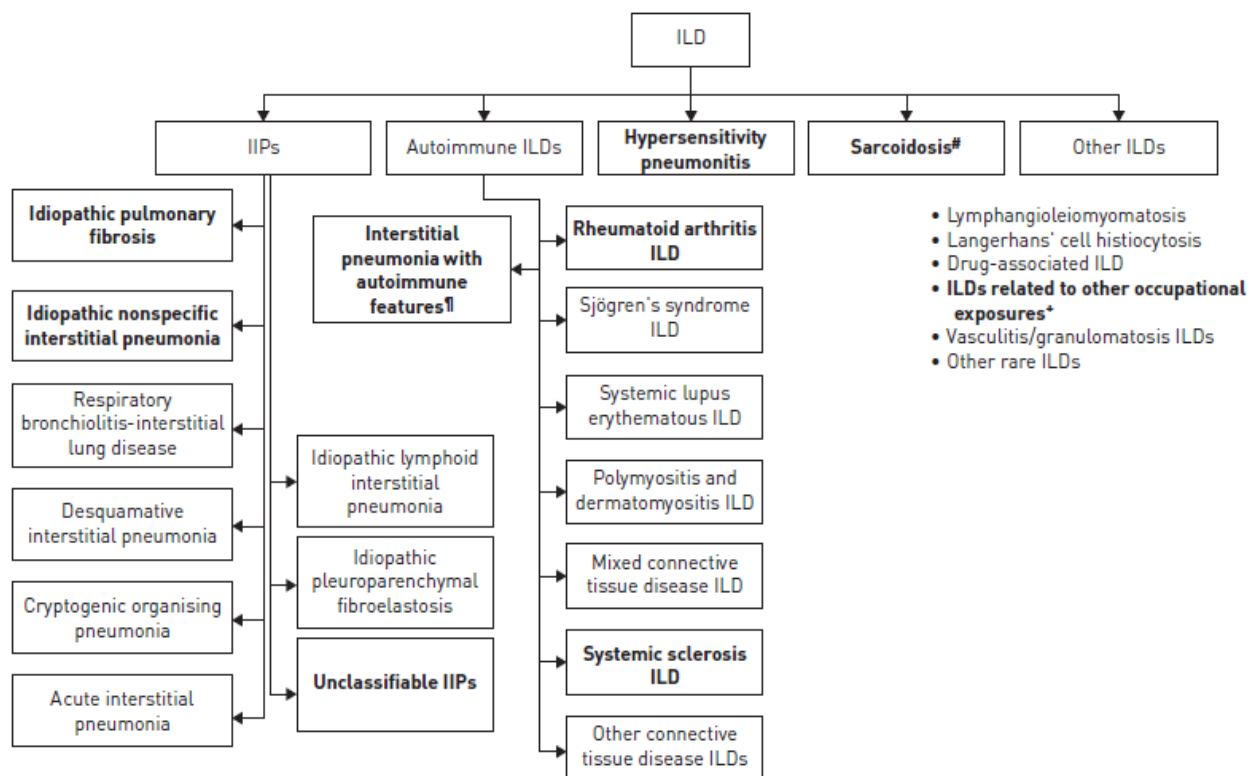 ILD
IIPs
Autoimmune ILDs
Hypersensitivity
pneumonitis
Sarcoidosis#
Other ILDs
Idiopathic pulmonary
fibrosis
Idiopathic nonspecific
interstitial pneumonia
Respiratory
bronchiolitis-interstitial
lung disease
Desquamative
interstitial pneumonia
Cryptogenic organising
pneumonia
Acute interstitial
pneumonia
Idiopathic lymphoid
interstitial
pneumonia
Idiopathic
pleuroparenchymal
fibroelastosis
Unclassifiable IIPs
Interstitial
pneumonia with
autoimmune
features¶
Rheumatoid arthritis
ILD
Sjögren's syndrome
ILD
Systemic lupus
erythematous ILD
Polymyositis and
dermatomyositis ILD
Mixed connective
tissue disease ILD
Systemic sclerosis
ILD
Other connective
tissue disease ILDs
• Lymphangioleiomyomatosis
• Langerhans' cell histiocytosis
• Drug-associated ILD
• ILDs related to other occupational
exposures+
• Vasculitis/granulomatosis ILDs
• Other rare ILDs